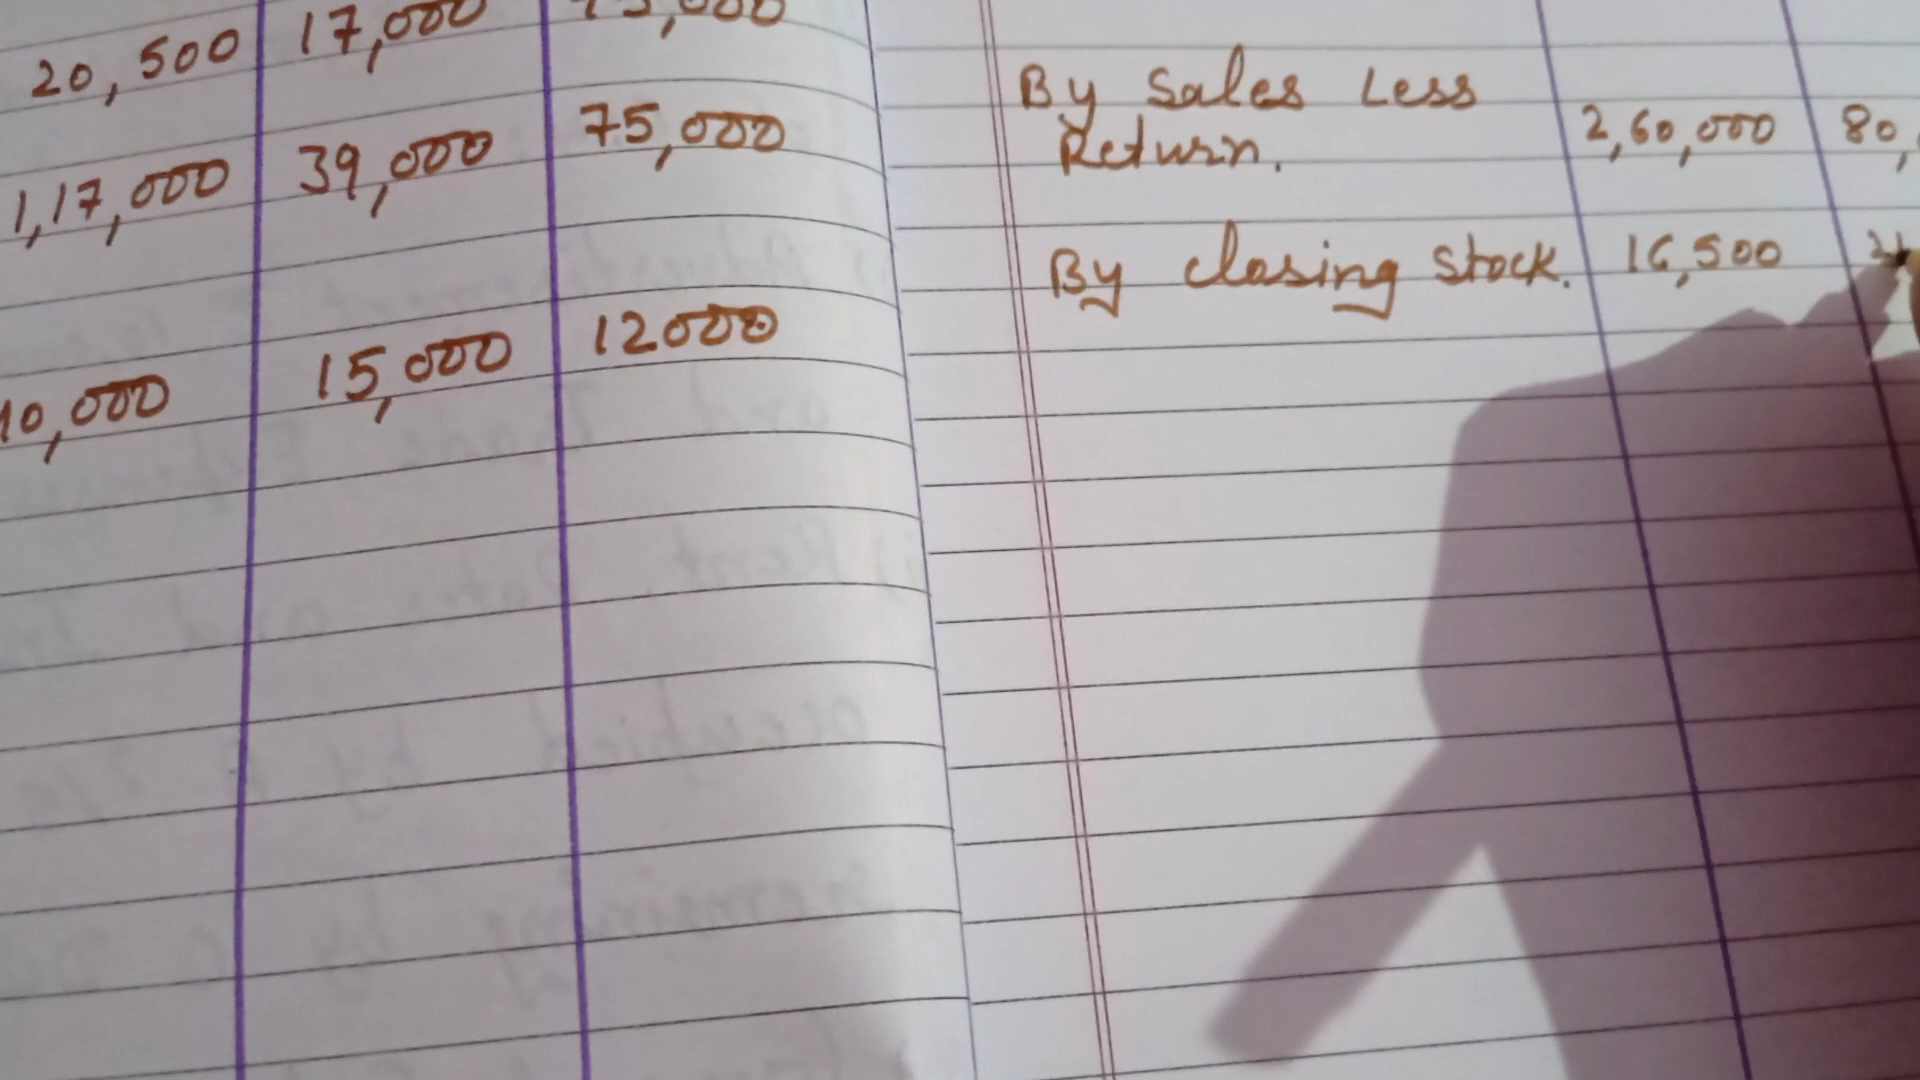 20,500 17,000
1,17,000 39,000 75,000
10,000 15,000 12000
By Sales Less
Return. 2,60,000 80,
By closing stock. 16,500